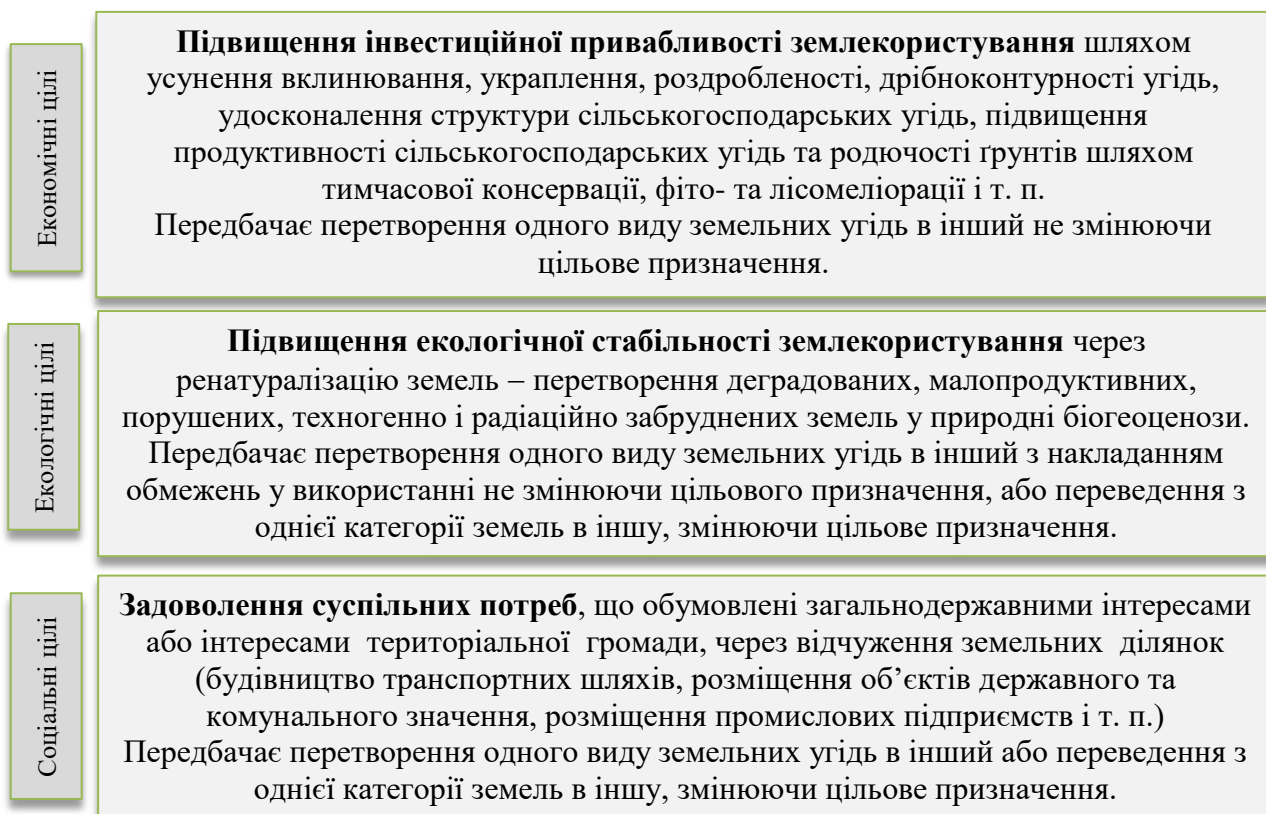 Економічні цілі
Підвищення інвестиційної привабливості землекористування шляхом
усунення вклинювання, украплення, роздробленості, дрібноконтурності угідь,
удосконалення структури сільськогосподарських угідь, підвищення
продуктивності сільськогосподарських угідь та родючості ґрунтів шляхом
тимчасової консервації, фіто- та лісомеліорації і т. п.
Передбачає перетворення одного виду земельних угідь в інший не змінюючи
цільове призначення.
Екологічні цілі
Підвищення екологічної стабільності землекористування через
ренатуралізацію земель – перетворення деградованих, малопродуктивних,
порушених, техногенно і радіаційно забруднених земель у природні біогеоценози.
Передбачає перетворення одного виду земельних угідь в інший з накладанням
обмежень у використанні не змінюючи цільового призначення, або переведення з
однієї категорії земель в іншу, змінюючи цільове призначення.
Соціальні цілі
Задоволення суспільних потреб, що обумовлені загальнодержавними інтересами
або інтересами територіальної громади, через відчуження земельних ділянок
(будівництво транспортних шляхів, розміщення об’єктів державного та
комунального значення, розміщення промислових підприємств і т. п.)
Передбачає перетворення одного виду земельних угідь в інший або переведення з
однієї категорії земель в іншу, змінюючи цільове призначення.